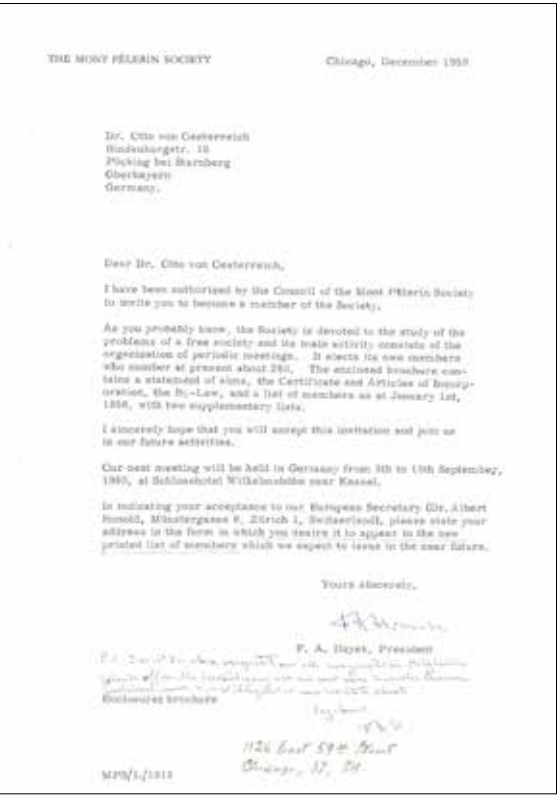 THE MONT PÈLERIN SOCIETY
Chicago, December 1959
Dr. Otto von Oesterreich
Hindenburgstr. 15
Pöcking bei Starnberg
Oberbayern
Germany.
Dear Dr. Otto von Oesterreich,
I have been authorized by the Council of the Mont Pèlerin Society
to invite you to become a member of the Society.
As you probably know, the Society is devoted to the study of the
problems of a free society and its main activity consists of the
organization of periodic meetings. It elects its own members
who number at present about 260. The enclosed brochure con-
tains a statement of aims, the Certificate and Articles of Incorp-
oration, the By-Law, and a list of members as at January 1st,
1958, with two supplementary lists.
I sincerely hope that you will accept this invitation and join us
in our future activities.
Our next meeting will be held in Germany from 5th to 10th September,
1960, at Schlosshotel Wilhelmshöhe near Kassel.
In indicating your acceptance to our European Secretary (Dr. Albert
Hunold, Münstergasse 9, Zürich 1, Switzerland), please state your
address in the form in which you desire it to appear in the new
printed list of members which we expect to issue in the near future.
Yours sincerely,
F. A. Hayek, President
Enclosures brochure
1126 East 59th Street
Chicago, 37, Ill.
MPS/L/1513